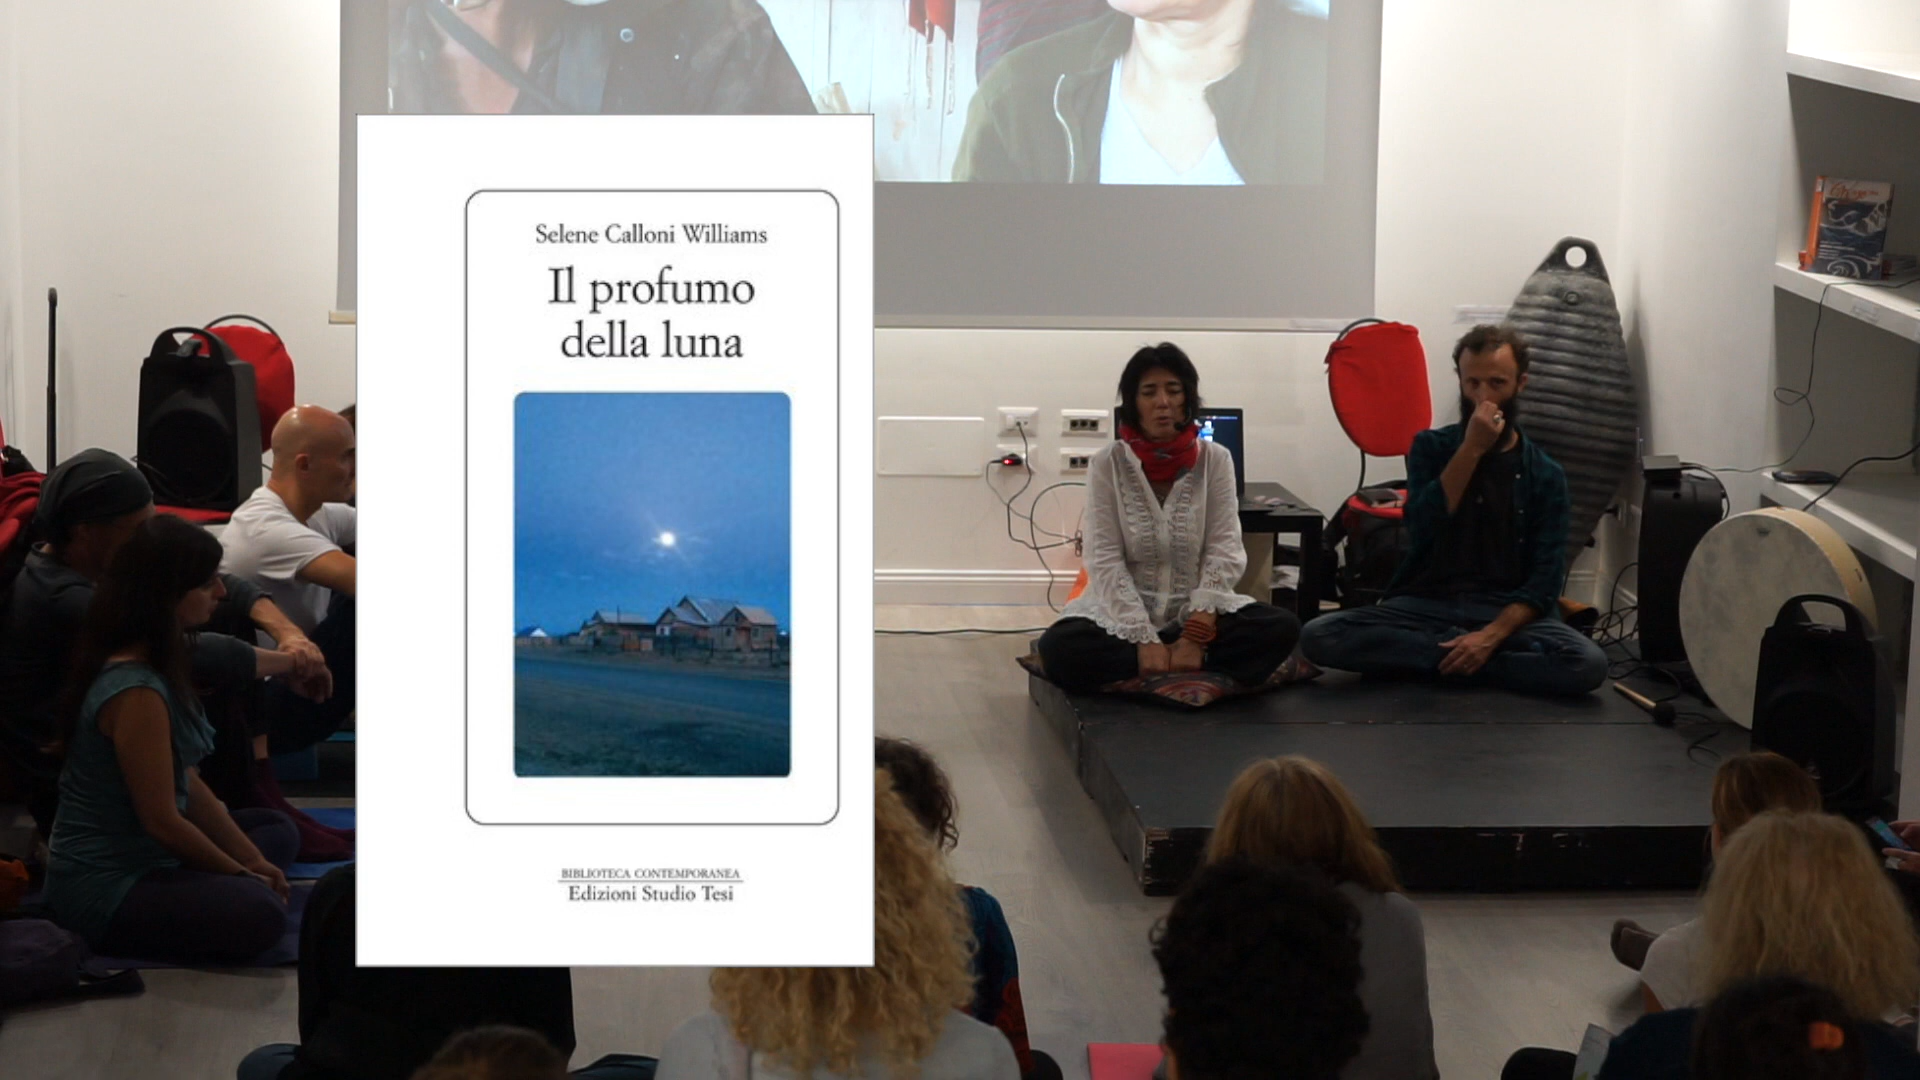 Selene Calloni Williams
Il profumo
della luna
BIBLIOTECA CONTEMPORANEA
Edizioni Studio Tesi